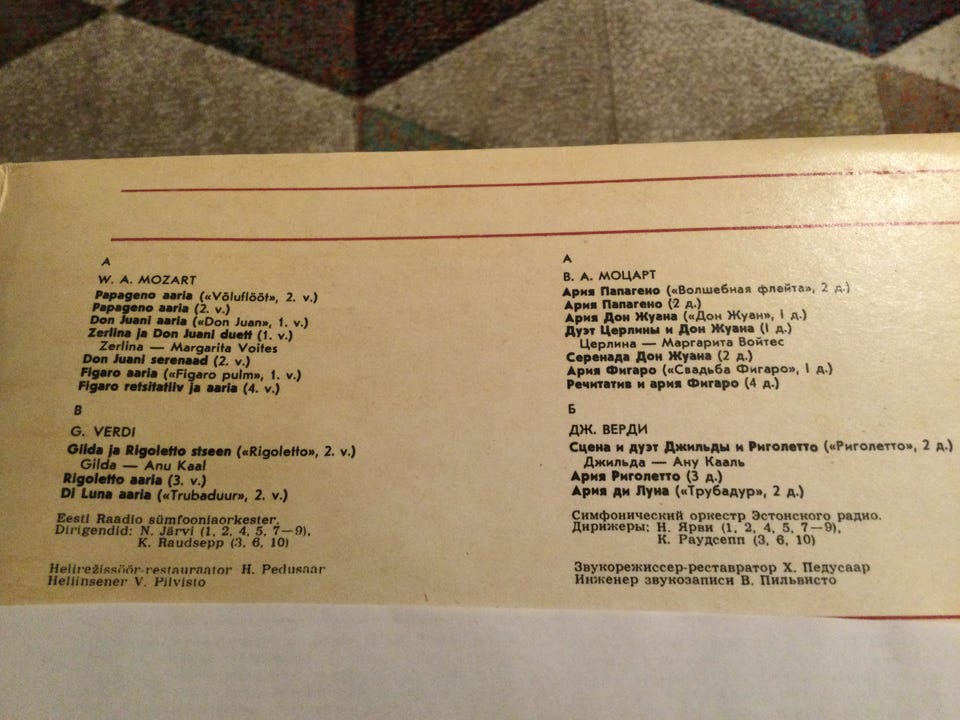 A
W. A. MOZART
Papageno aaria («Võluflööt», 2. v.)
Papageno aaria (2. v.)
Don Juani aaria («Don Juan», 1. v.)
Zerlina ja Don Juani duett (1. v.)
Zerlina — Margarita Voites
Don Juani serenaad (2. v.)
Figaro aaria («Figaro pulm», 1. v.)
Figaro retsitatiiv ja aaria (4. v.)
B
G. VERDI
Gilda ja Rigoletto stseen («Rigoletto», 2. v.)
Gilda — Anu Kaal
Rigoletto aaria (3. v.)
Di Luna aaria («Trubaduur», 2. v.)
Eesti Raadio sümfooniaorkester.
Dirigendid: N. Järvi (1, 2, 4, 5, 7—9),
K. Raudsepp (3, 6, 10)
Helirežissöör-restauraator H. Pedusaar
Heliinsener V. Pilvisto
А
В. А. МОЦАРТ
Ария Папагено («Волшебная флейта», 2 д.)
Ария Папагено (2 д.)
Ария Дон Жуана («Дон Жуан», I д.)
Дуэт Церлины и Дон Жуана (I д.)
Церлина — Маргарита Войтес
Серенада Дон Жуана (2 д.)
Ария Фигаро («Свадьба Фигаро», I д.)
Речитатив и ария Фигаро (4 д.)
Б
ДЖ. ВЕРДИ
Сцена и дуэт Джильды и Риголетто («Риголетто», 2 д.)
Джильда — Ану Кааль
Ария Риголетто (3 д.)
Ария ди Луна («Трубадур», 2 д.)
Симфонический оркестр Эстонского радио.
Дирижеры: Н. Ярви (1, 2, 4, 5, 7—9),
К. Раудсепп (3, 6, 10)
Звукорежиссер-реставратор Х. Педусаар
Инженер звукозаписи В. Пильвисто